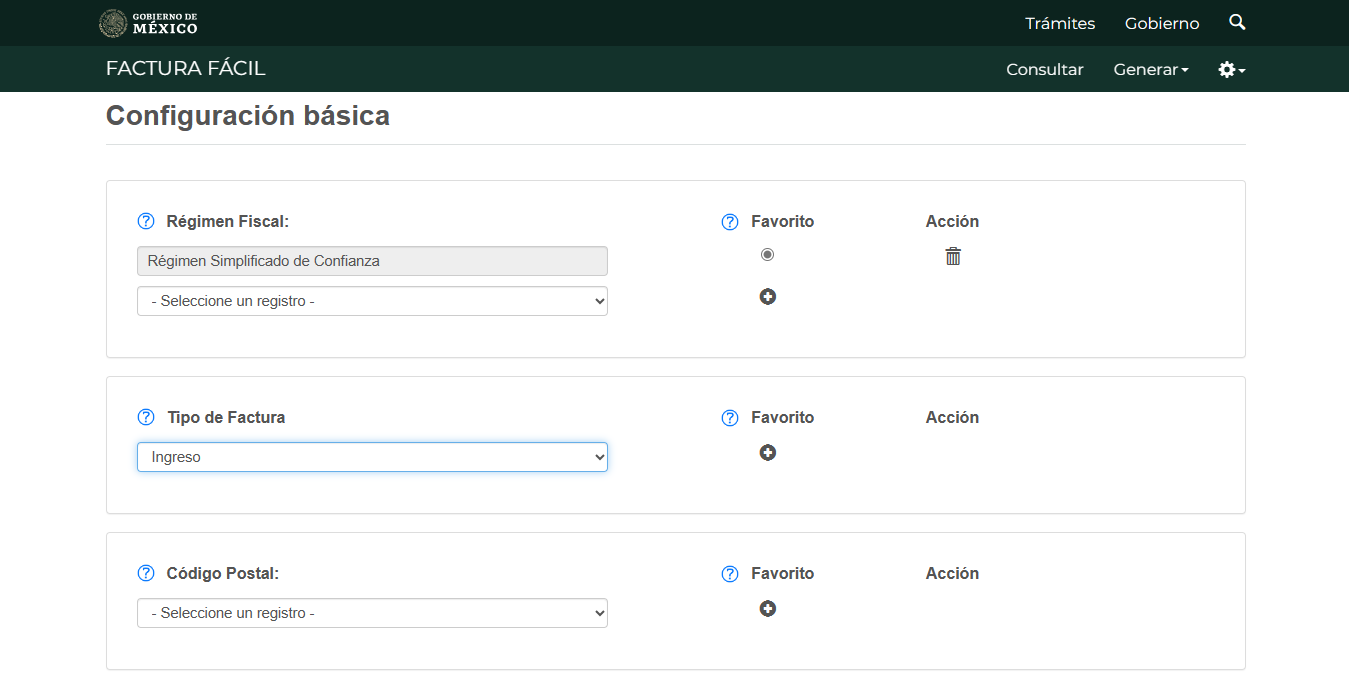 GOBIERNO DE
MÉXICO
Trámites Gobierno
FACTURA FÁCIL
Consultar Generar
Configuración básica
Régimen Fiscal: Favorito Acción
Régimen Simplificado de Confianza
- Seleccione un registro -
Tipo de Factura Favorito Acción
Ingreso
Código Postal: Favorito Acción
- Seleccione un registro -